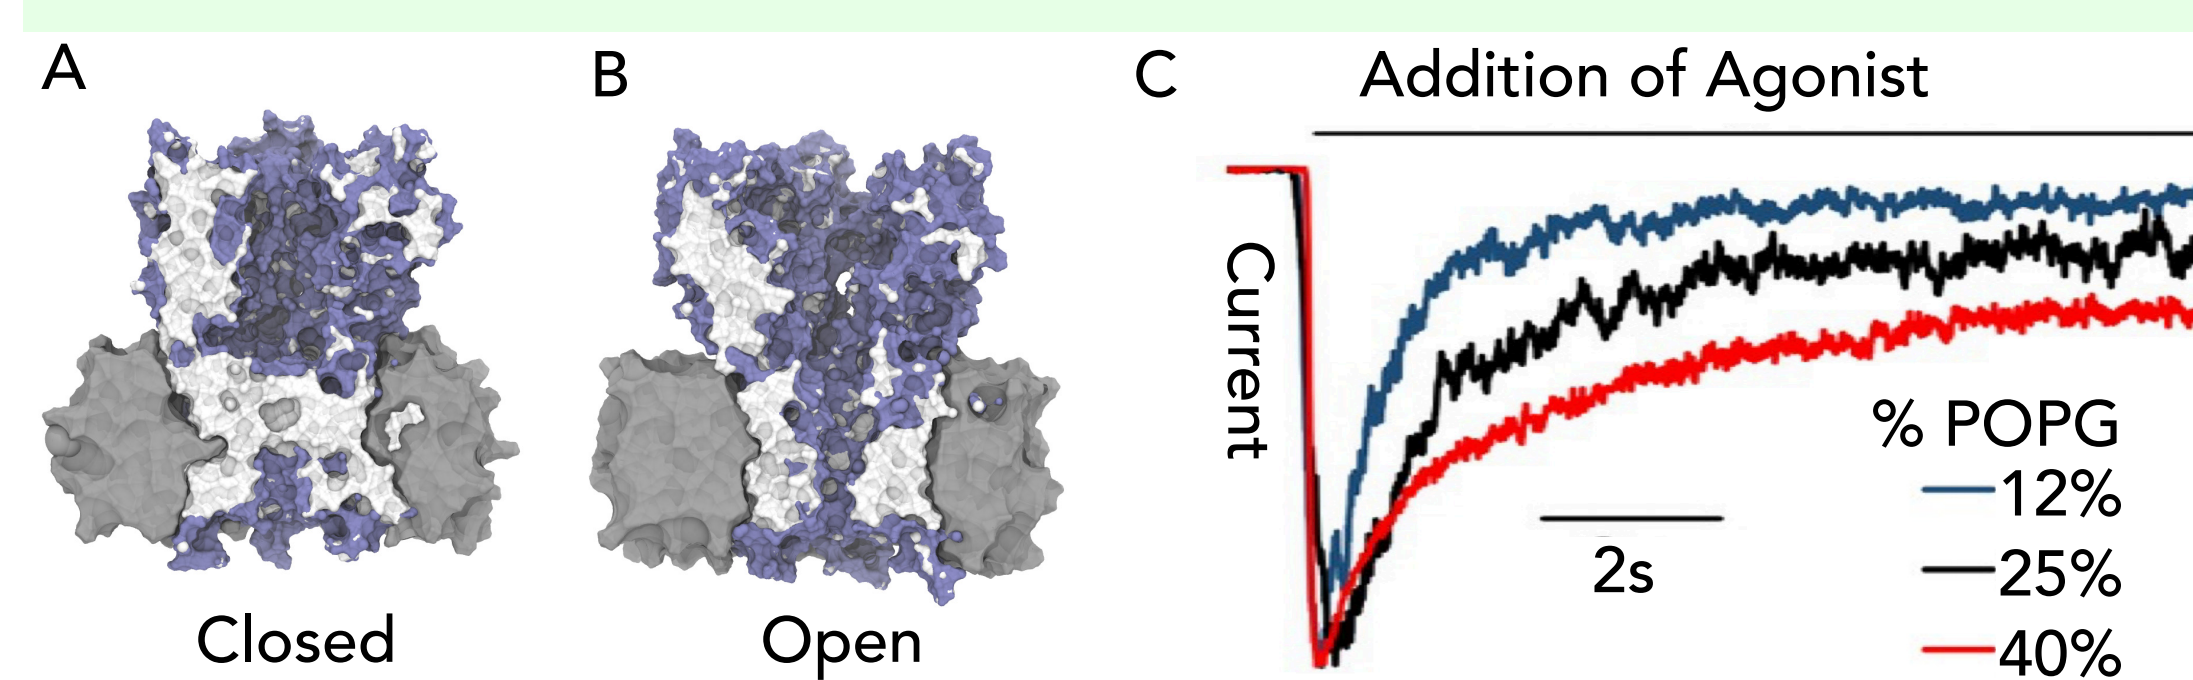 A
B
C
Addition of Agonist
Current
2s
% POPG
12%
25%
40%
Closed
Open